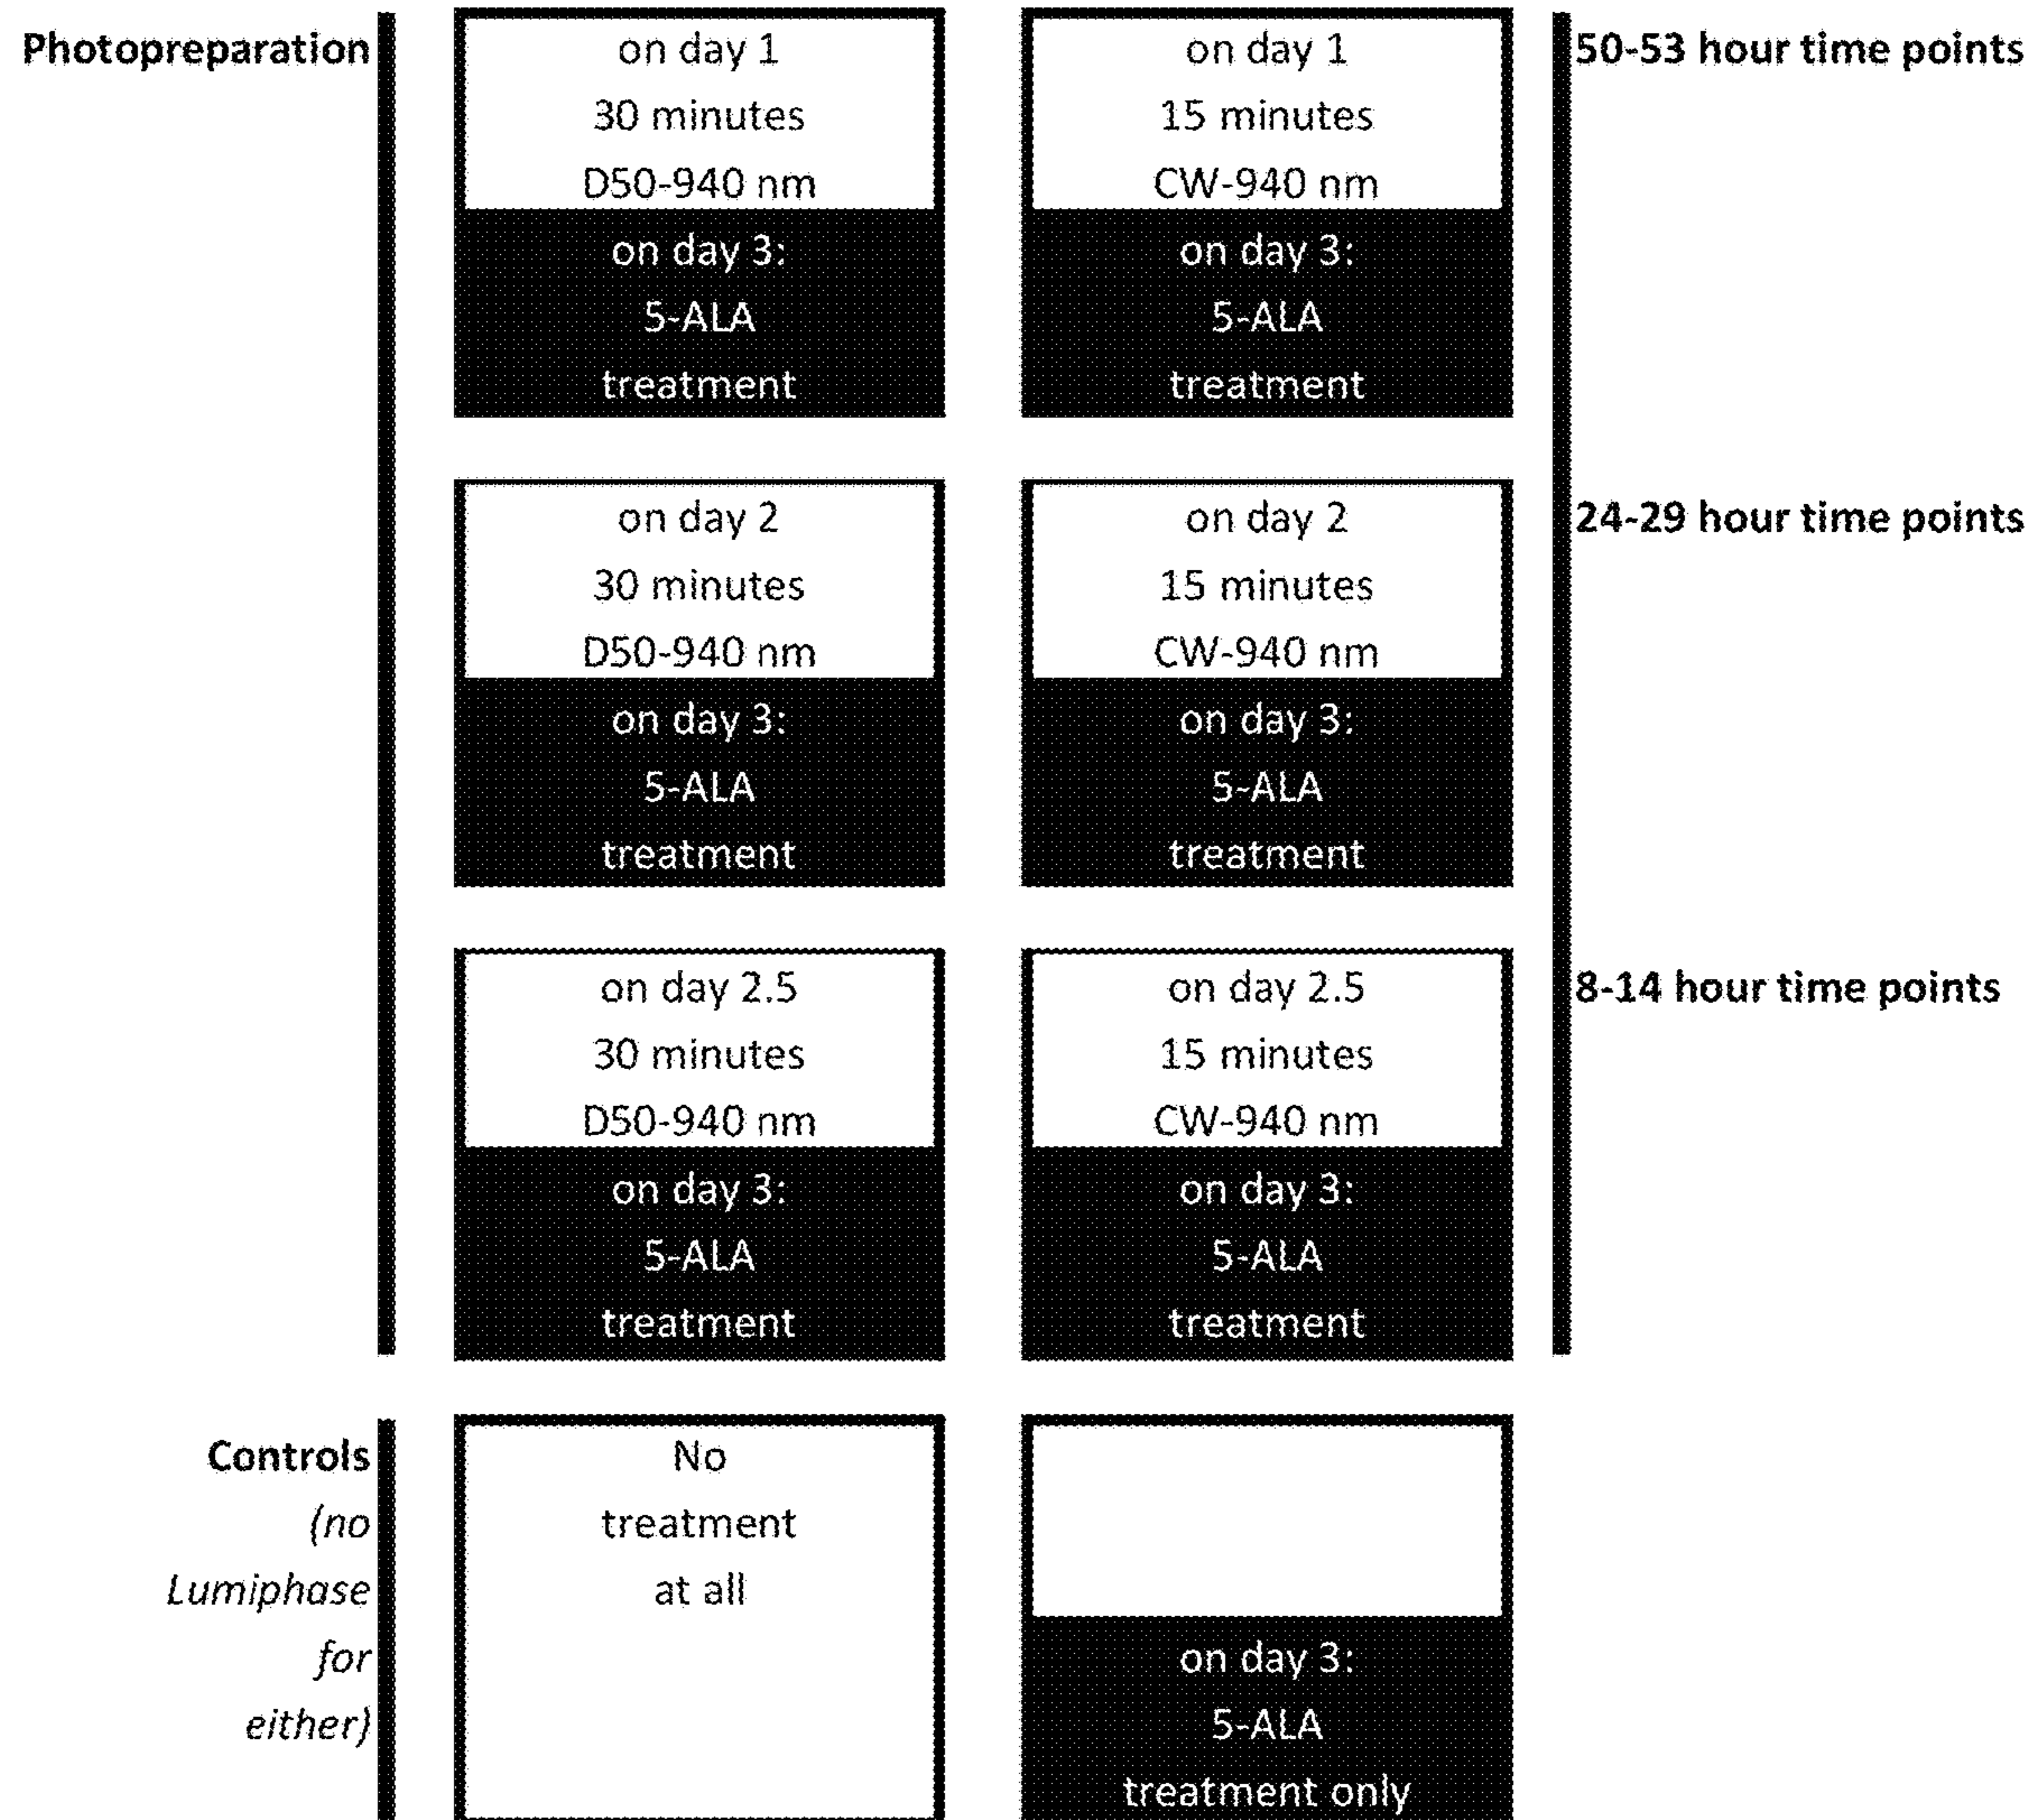 Photopreparation
on day 1
30 minutes
D50-940 nm
on day 3:
5-ALA
treatment
on day 1
15 minutes
CW-940 nm
on day 3:
5-ALA
treatment
50-53 hour time points
on day 2
30 minutes
D50-940 nm
on day 3:
5-ALA
treatment
on day 2
15 minutes
CW-940 nm
on day 3:
5-ALA
treatment
24-29 hour time points
on day 2.5
30 minutes
D50-940 nm
on day 3:
5-ALA
treatment
on day 2.5
15 minutes
CW-940 nm
on day 3:
5-ALA
treatment
8-14 hour time points
Controls
(no
Lumiphase
for
either)
No
treatment
at all
on day 3:
5-ALA
treatment only